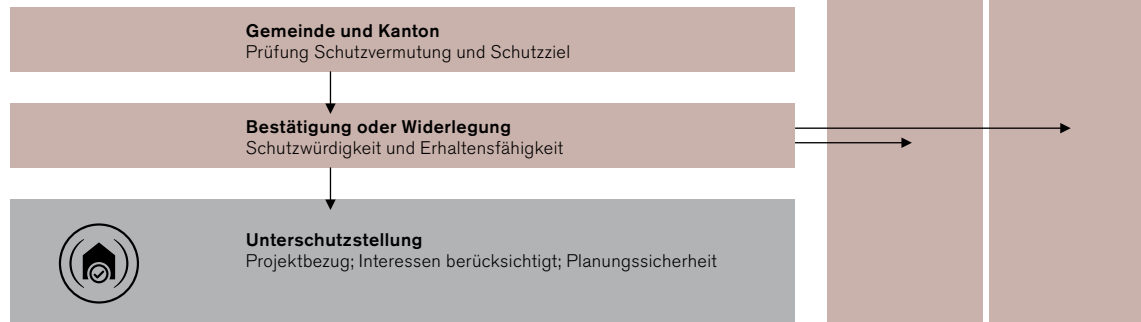 Gemeinde und Kanton
Prüfung Schutzvermutung und Schutzziel
Bestätigung oder Widerlegung
Schutzwürdigkeit und Erhaltensfähigkeit
Unterschutzstellung
Projektbezug; Interessen berücksichtigt; Planungssicherheit